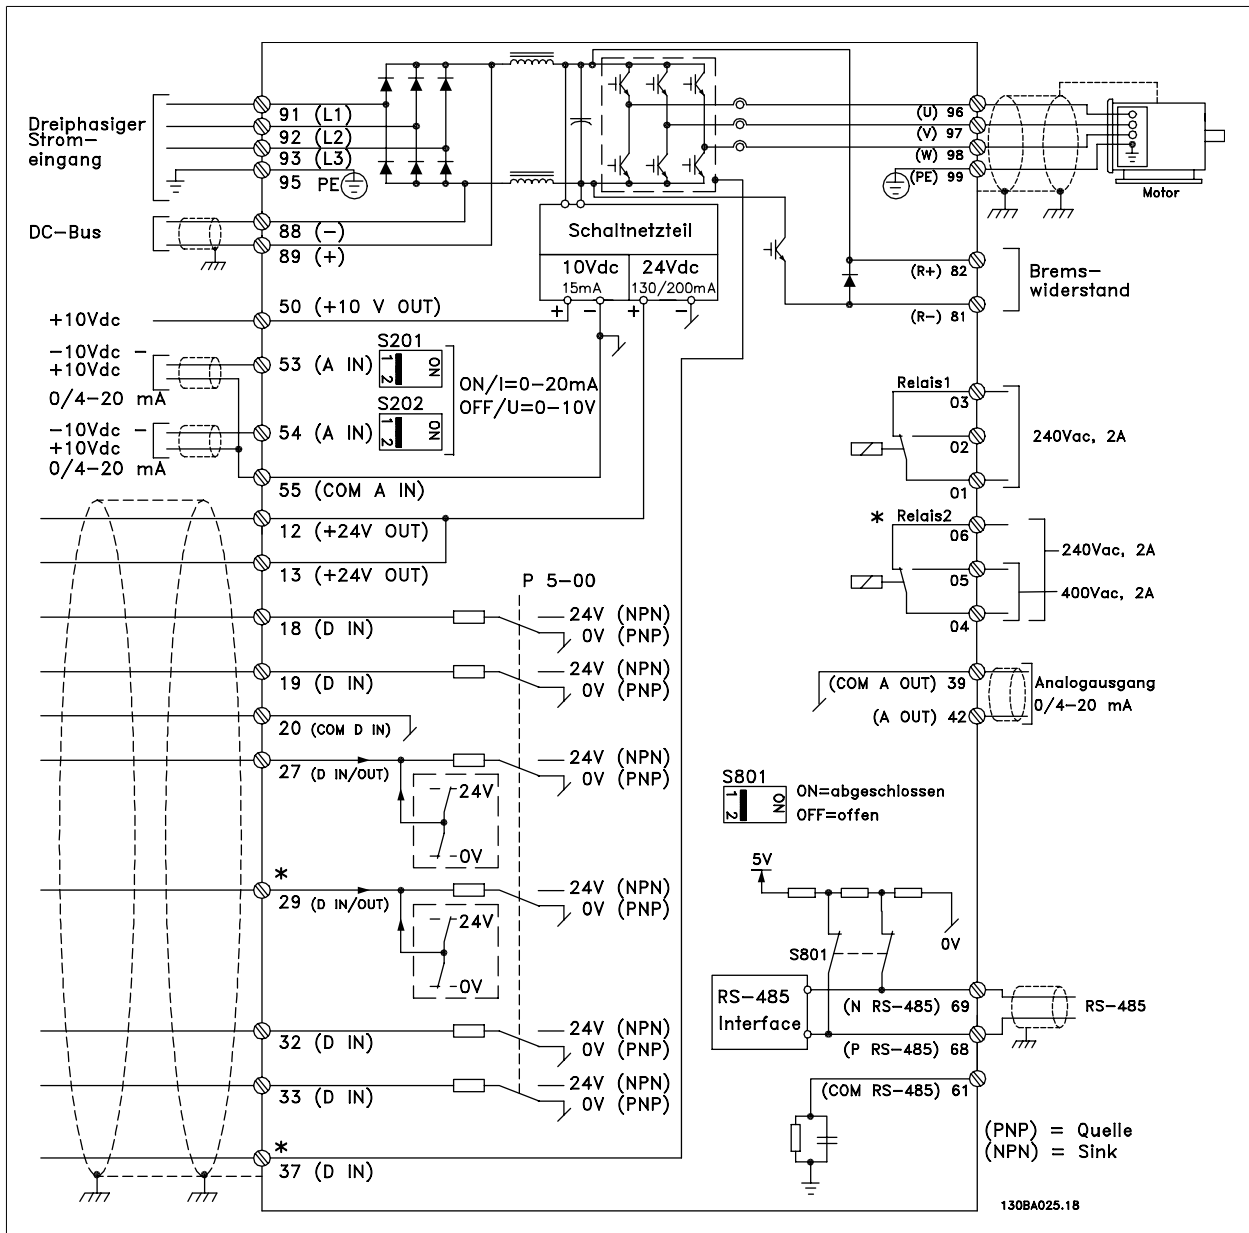 Dreiphasiger
Strom-
eingang
91 (L1)
92 (L2)
93 (L3)
95 PE
DC-Bus
88 (-)
89 (+)
+10Vdc
50 (+10 V OUT)
-10Vdc -
+10Vdc
0/4-20 mA
53 (A IN)
S201
1 2 ON
ON/I=0-20mA
OFF/U=0-10V
-10Vdc -
+10Vdc
0/4-20 mA
54 (A IN)
S202
1 2 ON
55 (COM A IN)
12 (+24V OUT)
13 (+24V OUT)
P 5-00
18 (D IN)
24V (NPN)
0V (PNP)
19 (D IN)
24V (NPN)
0V (PNP)
20 (COM D IN)
27 (D IN/OUT)
24V (NPN)
0V (PNP)
24V
0V
*
29 (D IN/OUT)
24V (NPN)
0V (PNP)
24V
0V
32 (D IN)
24V (NPN)
0V (PNP)
33 (D IN)
24V (NPN)
0V (PNP)
*
37 (D IN)
Schaltnetzteil
10Vdc
15mA
24Vdc
130/200mA
+ - + -
(U) 96
(V) 97
(W) 98
(PE) 99
Motor
(R+) 82
(R-) 81
Brems-
widerstand
Relais1
03
02
01
240Vac, 2A
* Relais2
06
05
04
240Vac, 2A
400Vac, 2A
(COM A OUT) 39
(A OUT) 42
Analogausgang
0/4-20 mA
S801
1 2 ON
ON=abgeschlossen
OFF=offen
5V
S801
0V
RS-485
Interface
(N RS-485) 69
(P RS-485) 68
RS-485
(COM RS-485) 61
(PNP) = Quelle
(NPN) = Sink
130BA025.18